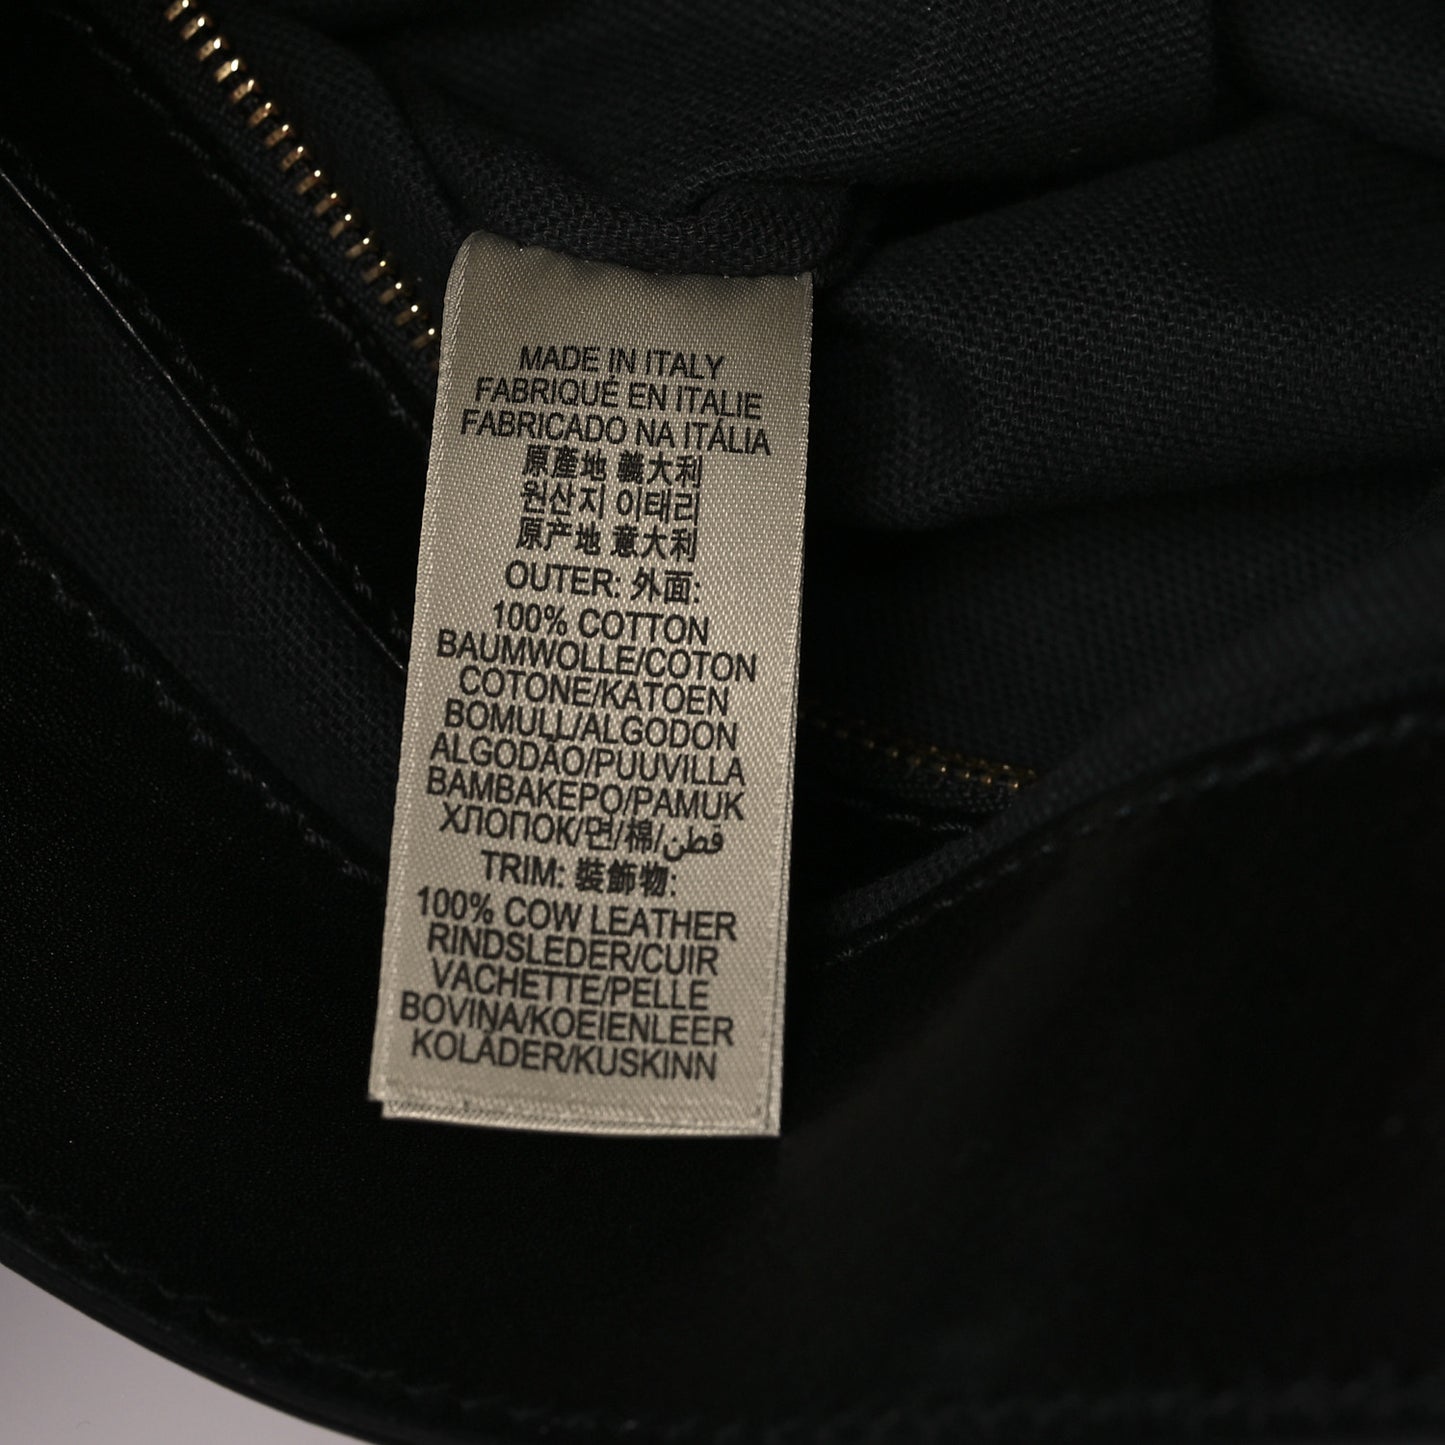 MADE IN ITALY
FABRIQUÉ EN ITALIE
FABRICADO NA ITÁLIA
原產地 義大利
원산지 이태리
原产地 意大利
OUTER: 外面:
100% COTTON
BAUMWOLLE/COTON
COTONE/KATOEN
BOMULL/ALGODON
ALGODÃO/PUUVILLA
BAMBAKEPO/PAMUK
ХЛОПОК/면/棉/قطن
TRIM: 裝飾物:
100% COW LEATHER
RINDSLEDER/CUIR
VACHETTE/PELLE
BOVINA/KOEIENLEER
KOLÄDER/KUSKINN